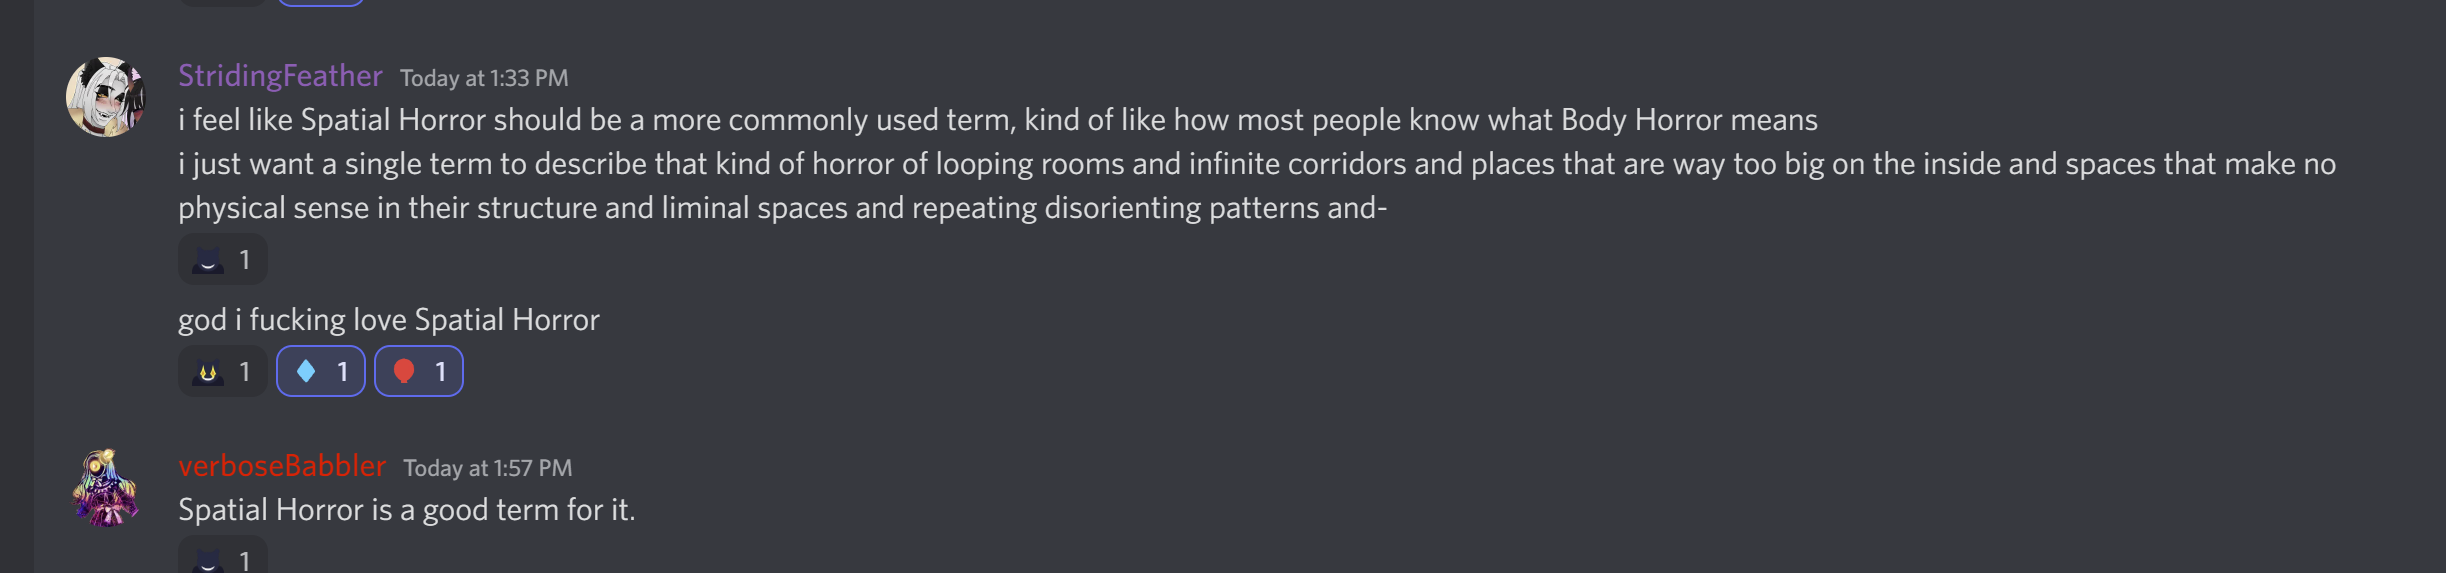 StridingFeather Today at 1:33 PM
i feel like Spatial Horror should be a more commonly used term, kind of like how most people know what Body Horror means
i just want a single term to describe that kind of horror of looping rooms and infinite corridors and places that are way too big on the inside and spaces that make no
physical sense in their structure and liminal spaces and repeating disorienting patterns and-
1
god i fucking love Spatial Horror
1 1 1
verboseBabbler Today at 1:57 PM
Spatial Horror is a good term for it.
1